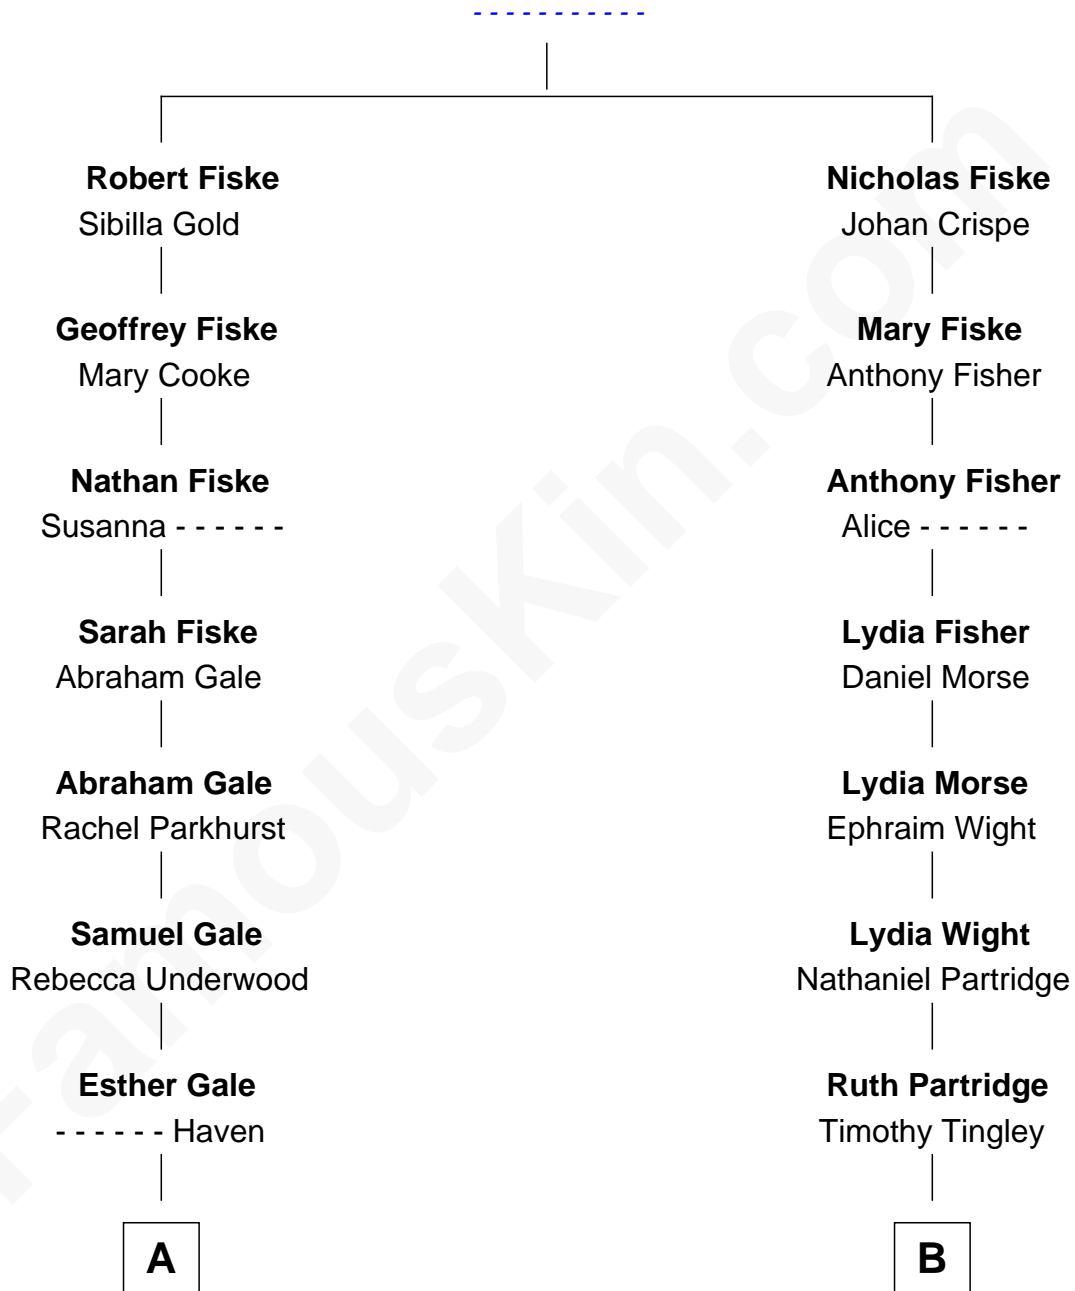 - - - - - - - - - - -
Robert Fiske
Sibilla Gold
Geoffrey Fiske
Mary Cooke
Nathan Fiske
Susanna - - - - - -
Sarah Fiske
Abraham Gale
Abraham Gale
Rachel Parkhurst
Samuel Gale
Rebecca Underwood
Esther Gale
- - - - - - Haven
A
Nicholas Fiske
Johan Crispe
Mary Fiske
Anthony Fisher
Anthony Fisher
Alice - - - - - -
Lydia Fisher
Daniel Morse
Lydia Morse
Ephraim Wight
Lydia Wight
Nathaniel Partridge
Ruth Partridge
Timothy Tingley
B
FamousKin.com